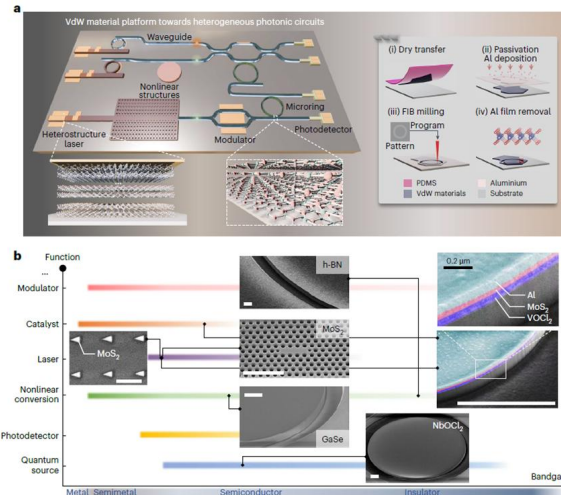 a
VdW material platform towards heterogeneous photonic circuits
Waveguide
Nonlinear
structures
Microring
Heterostructure
laser
Modulator
Photodetector
(i) Dry transfer
(ii) Passivation
Al deposition
(iii) FIB milling
(iv) Al film removal
Program
Pattern
PDMS
Aluminium
VdW materials
Substrate
b
Function
...
Modulator
Catalyst
Laser
Nonlinear
conversion
Photodetector
Quantum
source
h-BN
MoS2
MoS2
GaSe
NbOCl2
0.2 µm
Al
MoS2
VOCl2
Bandga
Metal
Semimetal
Semiconductor
Insulator